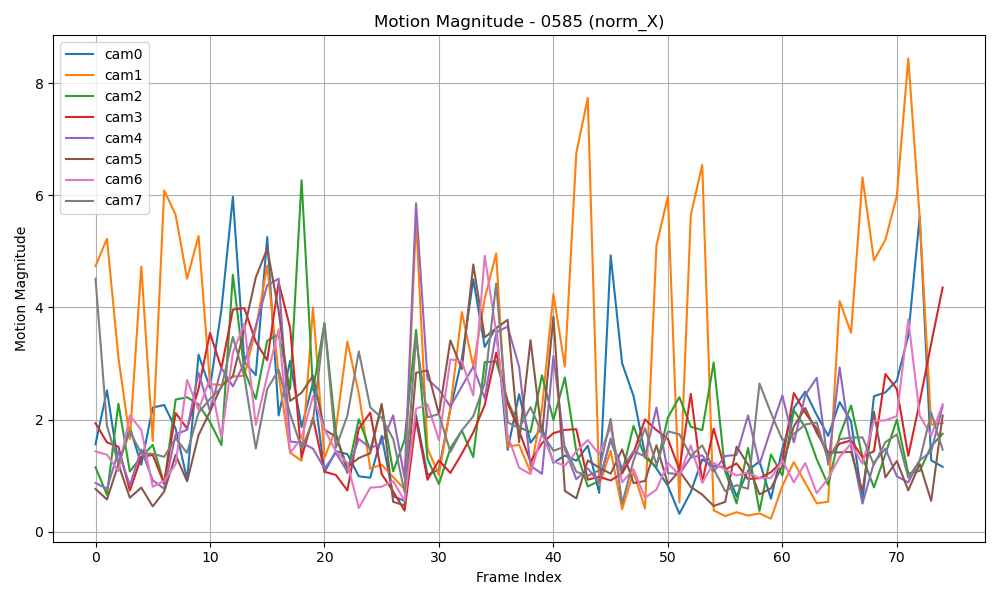 Motion Magnitude - 0585 (norm_X)
cam0
cam1
cam2
cam3
cam4
cam5
cam6
cam7
Motion Magnitude
8
6
4
2
0
0 10 20 30 40 50 60 70
Frame Index